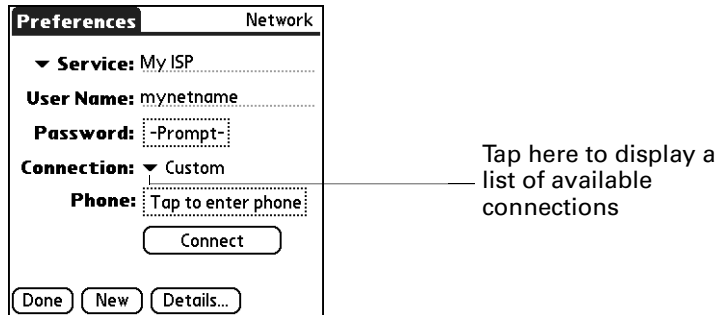 Preferences Network
Service: My ISP
User Name: mynetname
Password: -Prompt-
Connection: Custom
Phone: Tap to enter phone
Connect
Done New Details...
Tap here to display a
list of available
connections